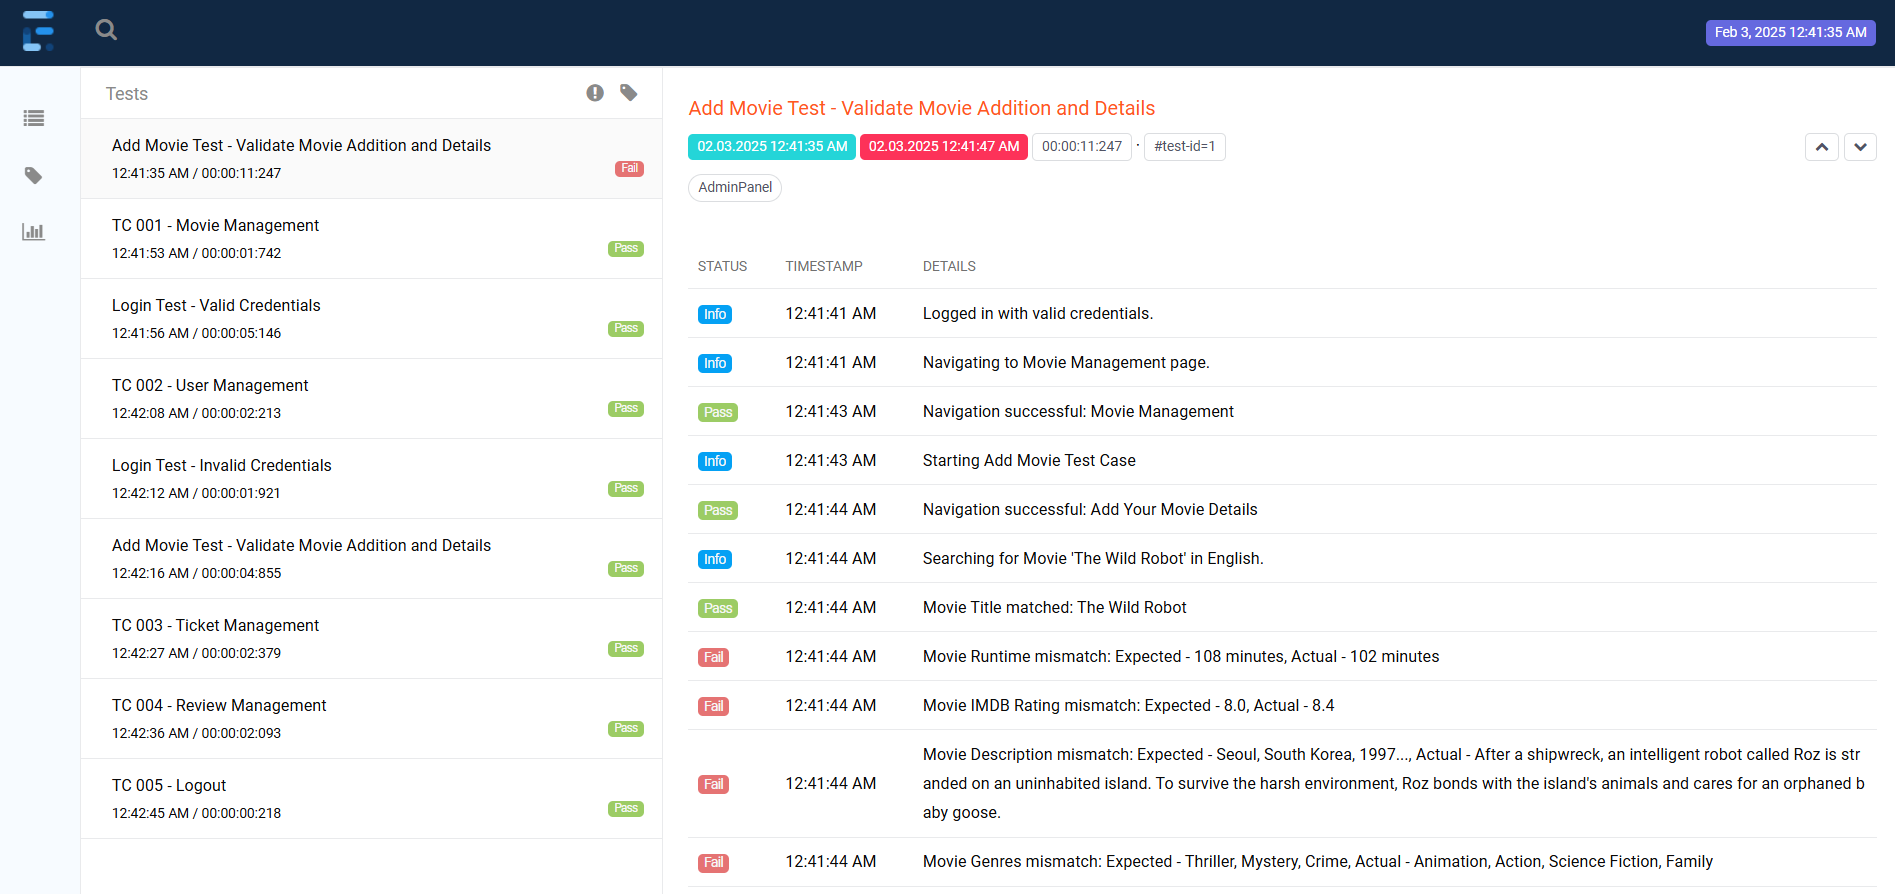 Feb 3, 2025 12:41:35 AM
Tests
Add Movie Test - Validate Movie Addition and Details
12:41:35 AM / 00:00:11:247
Fail
TC 001 - Movie Management
12:41:53 AM / 00:00:01:742
Pass
Login Test - Valid Credentials
12:41:56 AM / 00:00:05:146
Pass
TC 002 - User Management
12:42:08 AM / 00:00:02:213
Pass
Login Test - Invalid Credentials
12:42:12 AM / 00:00:01:921
Pass
Add Movie Test - Validate Movie Addition and Details
12:42:16 AM / 00:00:04:855
Pass
TC 003 - Ticket Management
12:42:27 AM / 00:00:02:379
Pass
TC 004 - Review Management
12:42:36 AM / 00:00:02:093
Pass
TC 005 - Logout
12:42:45 AM / 00:00:00:218
Pass
Add Movie Test - Validate Movie Addition and Details
02.03.2025 12:41:35 AM 02.03.2025 12:41:47 AM 00:00:11:247 · #test-id=1
AdminPanel
STATUS TIMESTAMP DETAILS
Info 12:41:41 AM Logged in with valid credentials.
Info 12:41:41 AM Navigating to Movie Management page.
Pass 12:41:43 AM Navigation successful: Movie Management
Info 12:41:43 AM Starting Add Movie Test Case
Pass 12:41:44 AM Navigation successful: Add Your Movie Details
Info 12:41:44 AM Searching for Movie 'The Wild Robot' in English.
Pass 12:41:44 AM Movie Title matched: The Wild Robot
Fail 12:41:44 AM Movie Runtime mismatch: Expected - 108 minutes, Actual - 102 minutes
Fail 12:41:44 AM Movie IMDB Rating mismatch: Expected - 8.0, Actual - 8.4
Movie Description mismatch: Expected - Seoul, South Korea, 1997..., Actual - After a shipwreck, an intelligent robot called Roz is str
Fail 12:41:44 AM anded on an uninhabited island. To survive the harsh environment, Roz bonds with the island's animals and cares for an orphaned b
aby goose.
Fail 12:41:44 AM Movie Genres mismatch: Expected - Thriller, Mystery, Crime, Actual - Animation, Action, Science Fiction, Family